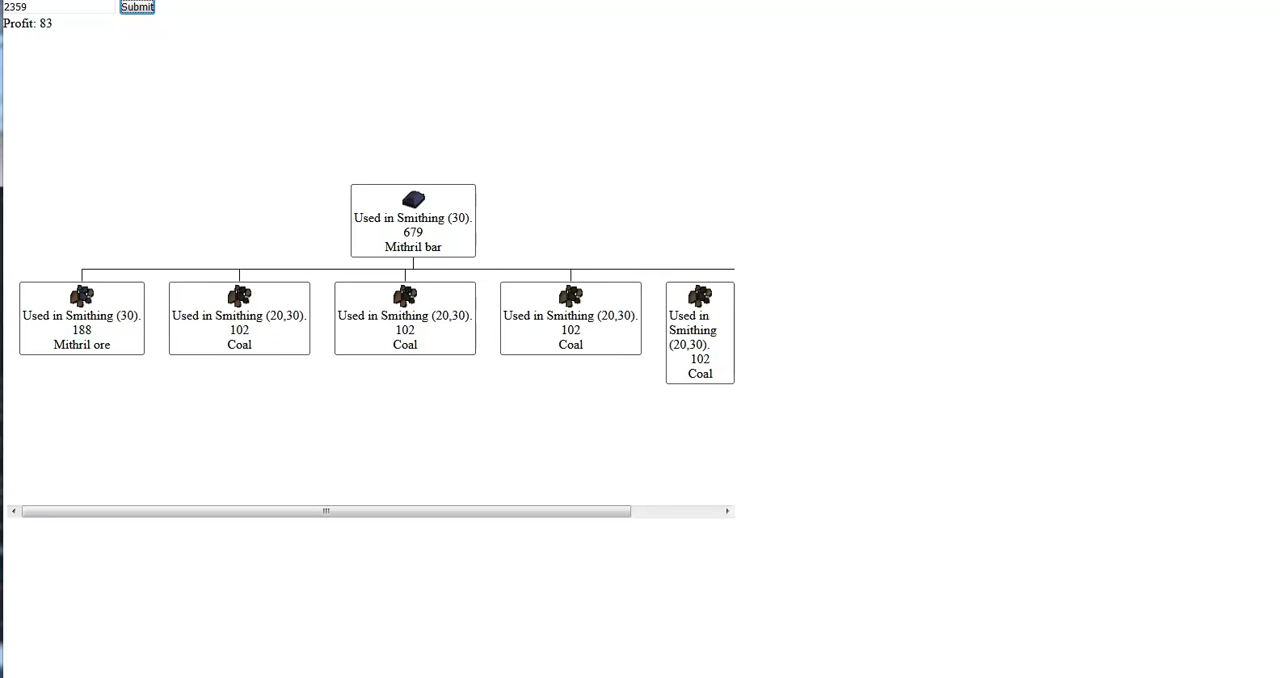 2359
Submit
Profit: 83
Used in Smithing (30).
679
Mithril bar
Used in Smithing (30).
188
Mithril ore
Used in Smithing (20,30).
102
Coal
Used in Smithing (20,30).
102
Coal
Used in Smithing (20,30).
102
Coal
Used in
Smithing
(20,30).
102
Coal